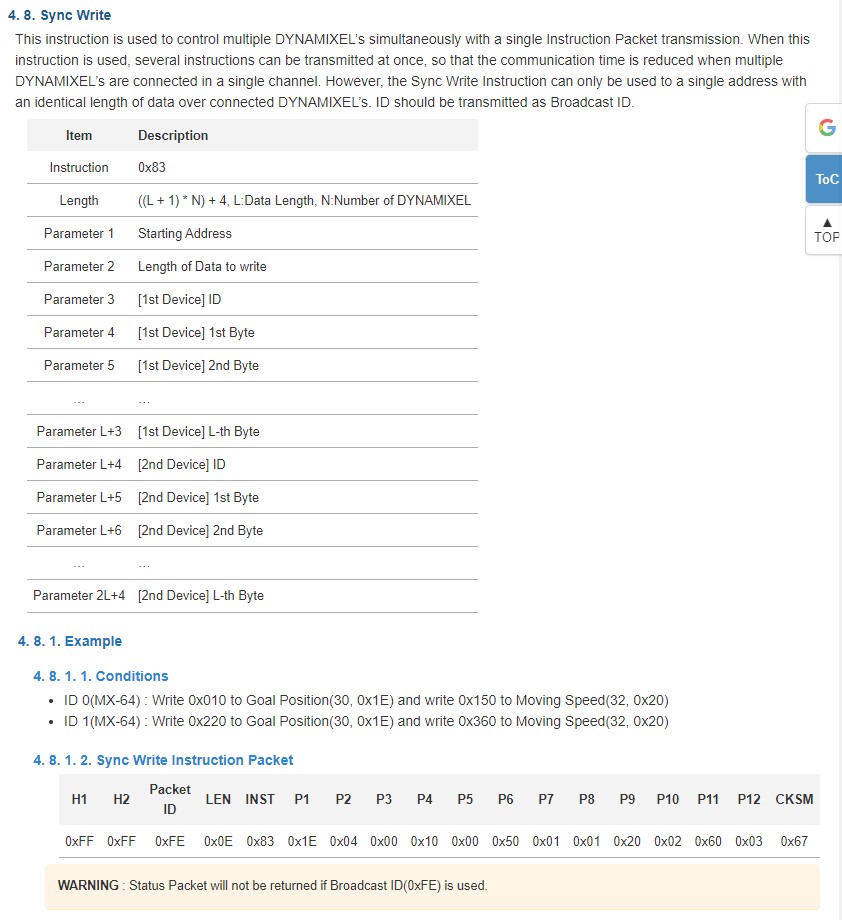 4. 8. Sync Write
This instruction is used to control multiple DYNAMIXEL's simultaneously with a single Instruction Packet transmission. When this
instruction is used, several instructions can be transmitted at once, so that the communication time is reduced when multiple
DYNAMIXEL's are connected in a single channel. However, the Sync Write Instruction can only be used to a single address with
an identical length of data over connected DYNAMIXEL's. ID should be transmitted as Broadcast ID.
Item Description
Instruction 0x83
Length ((L + 1) * N) + 4, L:Data Length, N:Number of DYNAMIXEL
Parameter 1 Starting Address
Parameter 2 Length of Data to write
Parameter 3 [1st Device] ID
Parameter 4 [1st Device] 1st Byte
Parameter 5 [1st Device] 2nd Byte
... ...
Parameter L+3 [1st Device] L-th Byte
Parameter L+4 [2nd Device] ID
Parameter L+5 [2nd Device] 1st Byte
Parameter L+6 [2nd Device] 2nd Byte
... ...
Parameter 2L+4 [2nd Device] L-th Byte
G
ToC
▲
TOP
4. 8. 1. Example
4. 8. 1. 1. Conditions
• ID 0(MX-64) : Write 0x010 to Goal Position(30, 0x1E) and write 0x150 to Moving Speed(32, 0x20)
• ID 1(MX-64) : Write 0x220 to Goal Position(30, 0x1E) and write 0x360 to Moving Speed(32, 0x20)
4. 8. 1. 2. Sync Write Instruction Packet
H1 H2 Packet ID LEN INST P1 P2 P3 P4 P5 P6 P7 P8 P9 P10 P11 P12 CKSM
0xFF 0xFF 0xFE 0x0E 0x83 0x1E 0x04 0x00 0x10 0x00 0x50 0x01 0x01 0x20 0x02 0x60 0x03 0x67
WARNING : Status Packet will not be returned if Broadcast ID(0xFE) is used.